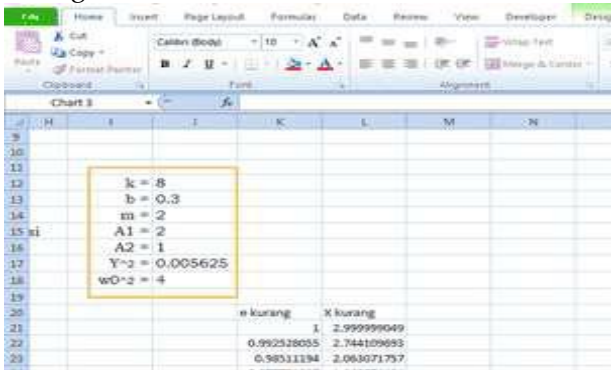 File Home Insert Page Layout Formulas Data Review View Developer
Cut
Copy
Format Painter
Paste
Calibri (Body) 10 A A
B I U A
Wrap Text
Merge & Center
Clipboard Font Alignment
Chart 3 fx
H I J K L M N
9
10
11
12 k = 8
13 b = 0.3
14 m = 2
15 si A1 = 2
16 A2 = 1
17 Y^2 = 0.005625
18 w0^2 = 4
19
20 e kurang X kurang
21 1 2.999999049
22 0.992528055 2.744109693
23 0.98511194 2.063071757